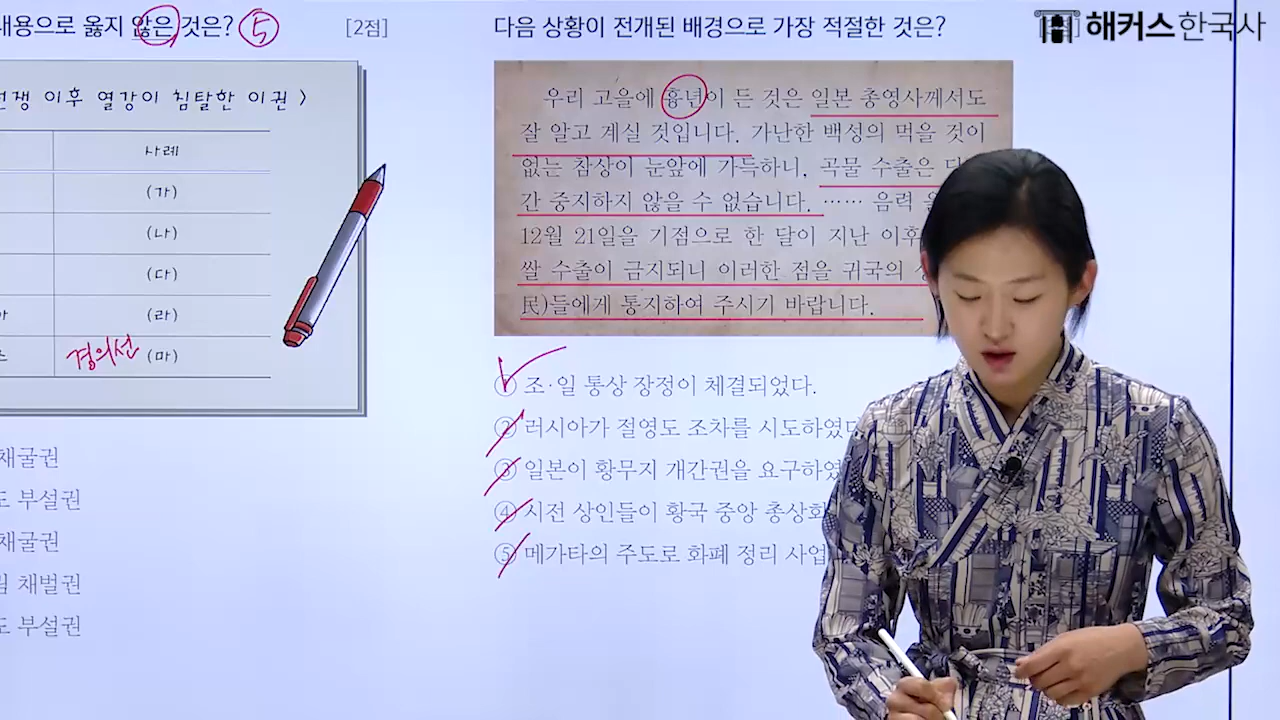 내용으로 옳지 않은 것은? ⑤ [2점]
이후 열강이 침탈한 이권 >
사례
(가)
(나)
(다)
(라)
경의선 (마)
채굴권
부설권
채굴권
채벌권
부설권
다음 상황이 전개된 배경으로 가장 적절한 것은?
우리 고을에 흉년이 든 것은 일본 총영사께서도
잘 알고 계실 것입니다. 가난한 백성의 먹을 것이
없는 참상이 눈앞에 가득하니, 곡물 수출은
간 중지하지 않을 수 없습니다. …… 음력
12월 21일을 기점으로 한 달이 지난 이후
쌀 수출이 금지되니 이러한 점을 귀국의
民)들에게 통지하여 주시기 바랍니다.
① 조·일 통상 장정이 체결되었다.
② 러시아가 절영도 조차를 시도하였다
③ 일본이 황무지 개간권을 요구하였
④ 시전 상인들이 황국 중앙 총상회
⑤ 메가타의 주도로 화폐 정리 사업
해커스한국사